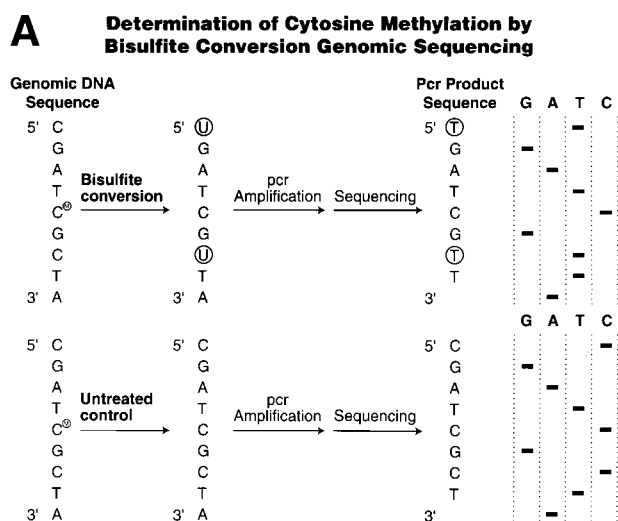 A
Determination of Cytosine Methylation by
Bisulfite Conversion Genomic Sequencing
Genomic DNA
Sequence
Pcr Product
Sequence
G A T C
5' C 5' U 5' T
G G G
A A A
T Bisulfite conversion T pcr Amplification Sequencing T
C M C C
G G G
C U T
T T T
3' A 3' A 3'
G A T C
5' C 5' C 5' C
G G G
A A A
T Untreated control T pcr Amplification Sequencing T
C M C C
G G G
C C C
T T T
3' A 3' A 3'